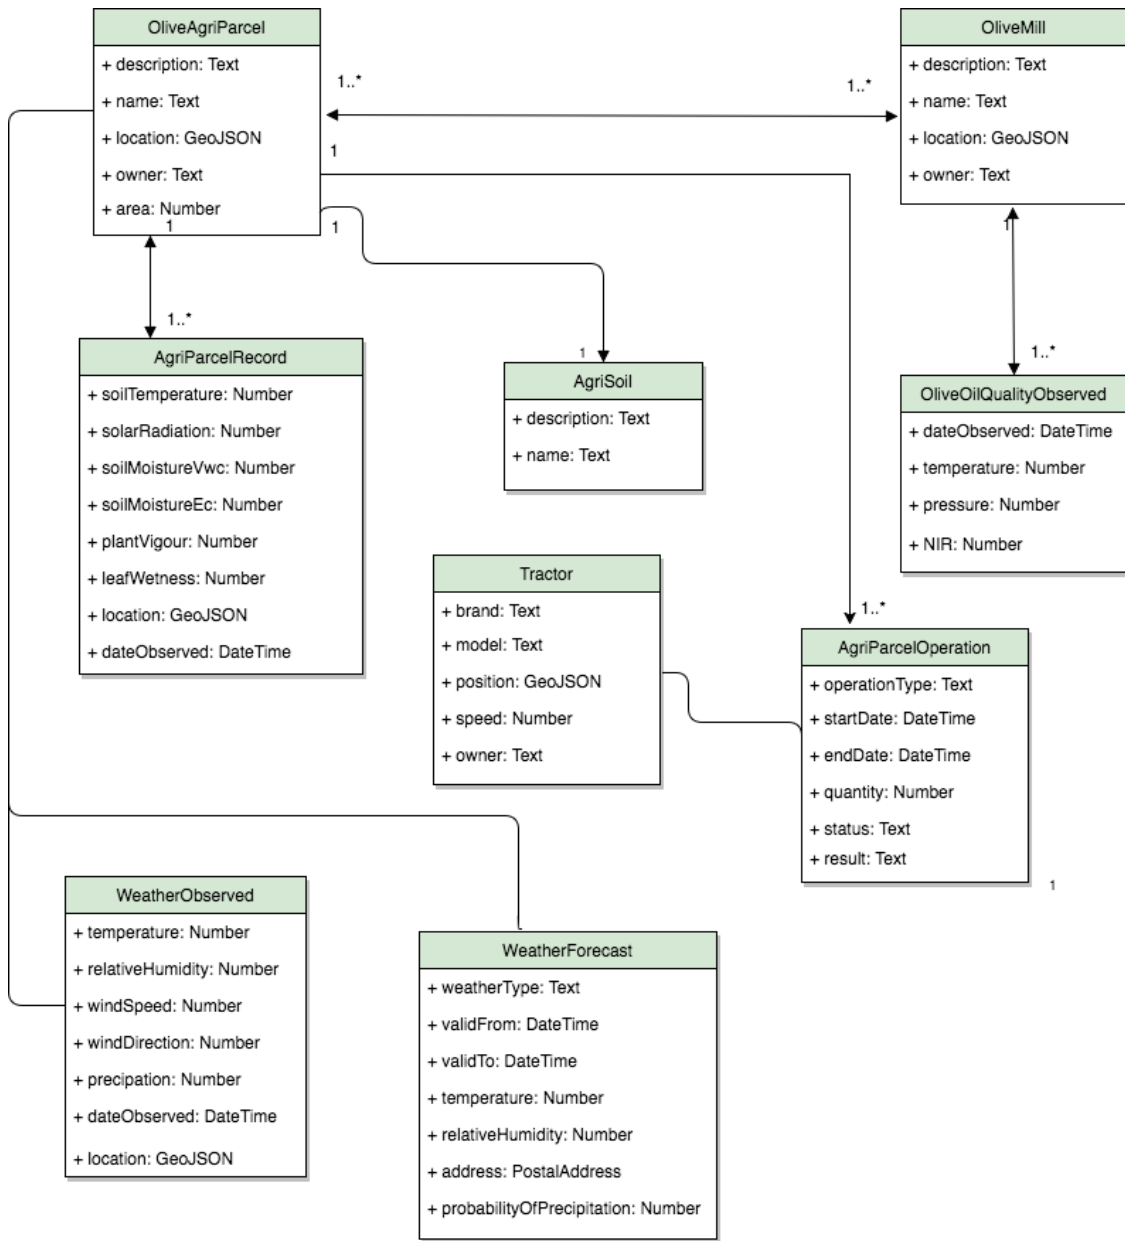 OliveAgriParcel
+ description: Text
+ name: Text
+ location: GeoJSON
+ owner: Text
+ area: Number
1
1..*
1..*
1
1
OliveMill
+ description: Text
+ name: Text
+ location: GeoJSON
+ owner: Text
1
1..*
1..*
AgriParcelRecord
+ soilTemperature: Number
+ solarRadiation: Number
+ soilMoistureVwc: Number
+ soilMoistureEc: Number
+ plantVigour: Number
+ leafWetness: Number
+ location: GeoJSON
+ dateObserved: DateTime
1
AgriSoil
+ description: Text
+ name: Text
OliveOilQualityObserved
+ dateObserved: DateTime
+ temperature: Number
+ pressure: Number
+ NIR: Number
Tractor
+ brand: Text
+ model: Text
+ position: GeoJSON
+ speed: Number
+ owner: Text
1..*
AgriParcelOperation
+ operationType: Text
+ startDate: DateTime
+ endDate: DateTime
+ quantity: Number
+ status: Text
+ result: Text
1
WeatherObserved
+ temperature: Number
+ relativeHumidity: Number
+ windSpeed: Number
+ windDirection: Number
+ precipation: Number
+ dateObserved: DateTime
+ location: GeoJSON
WeatherForecast
+ weatherType: Text
+ validFrom: DateTime
+ validTo: DateTime
+ temperature: Number
+ relativeHumidity: Number
+ address: PostalAddress
+ probabilityOfPrecipitation: Number